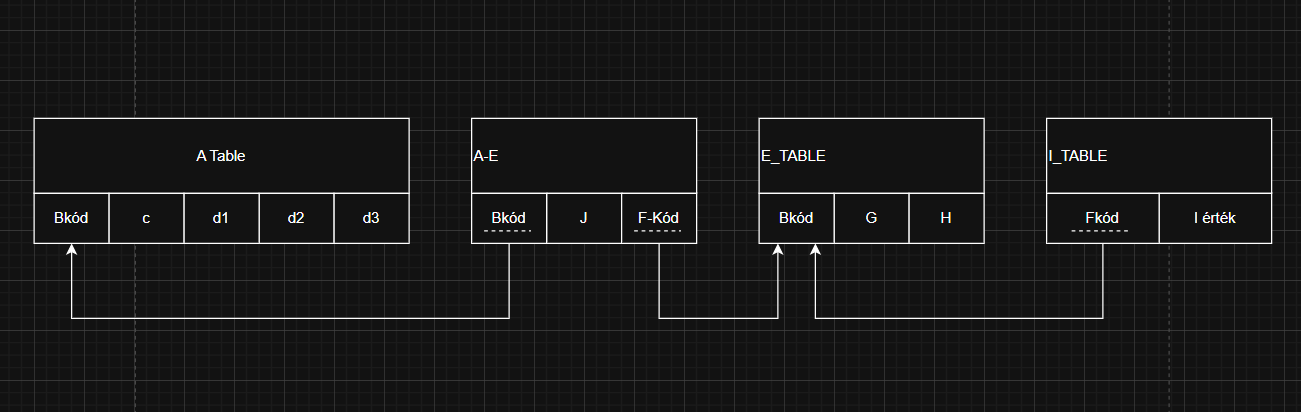 A Table
Bkód c d1 d2 d3
A-E
Bkód J F-Kód
E_TABLE
Bkód G H
I_TABLE
Fkód I érték